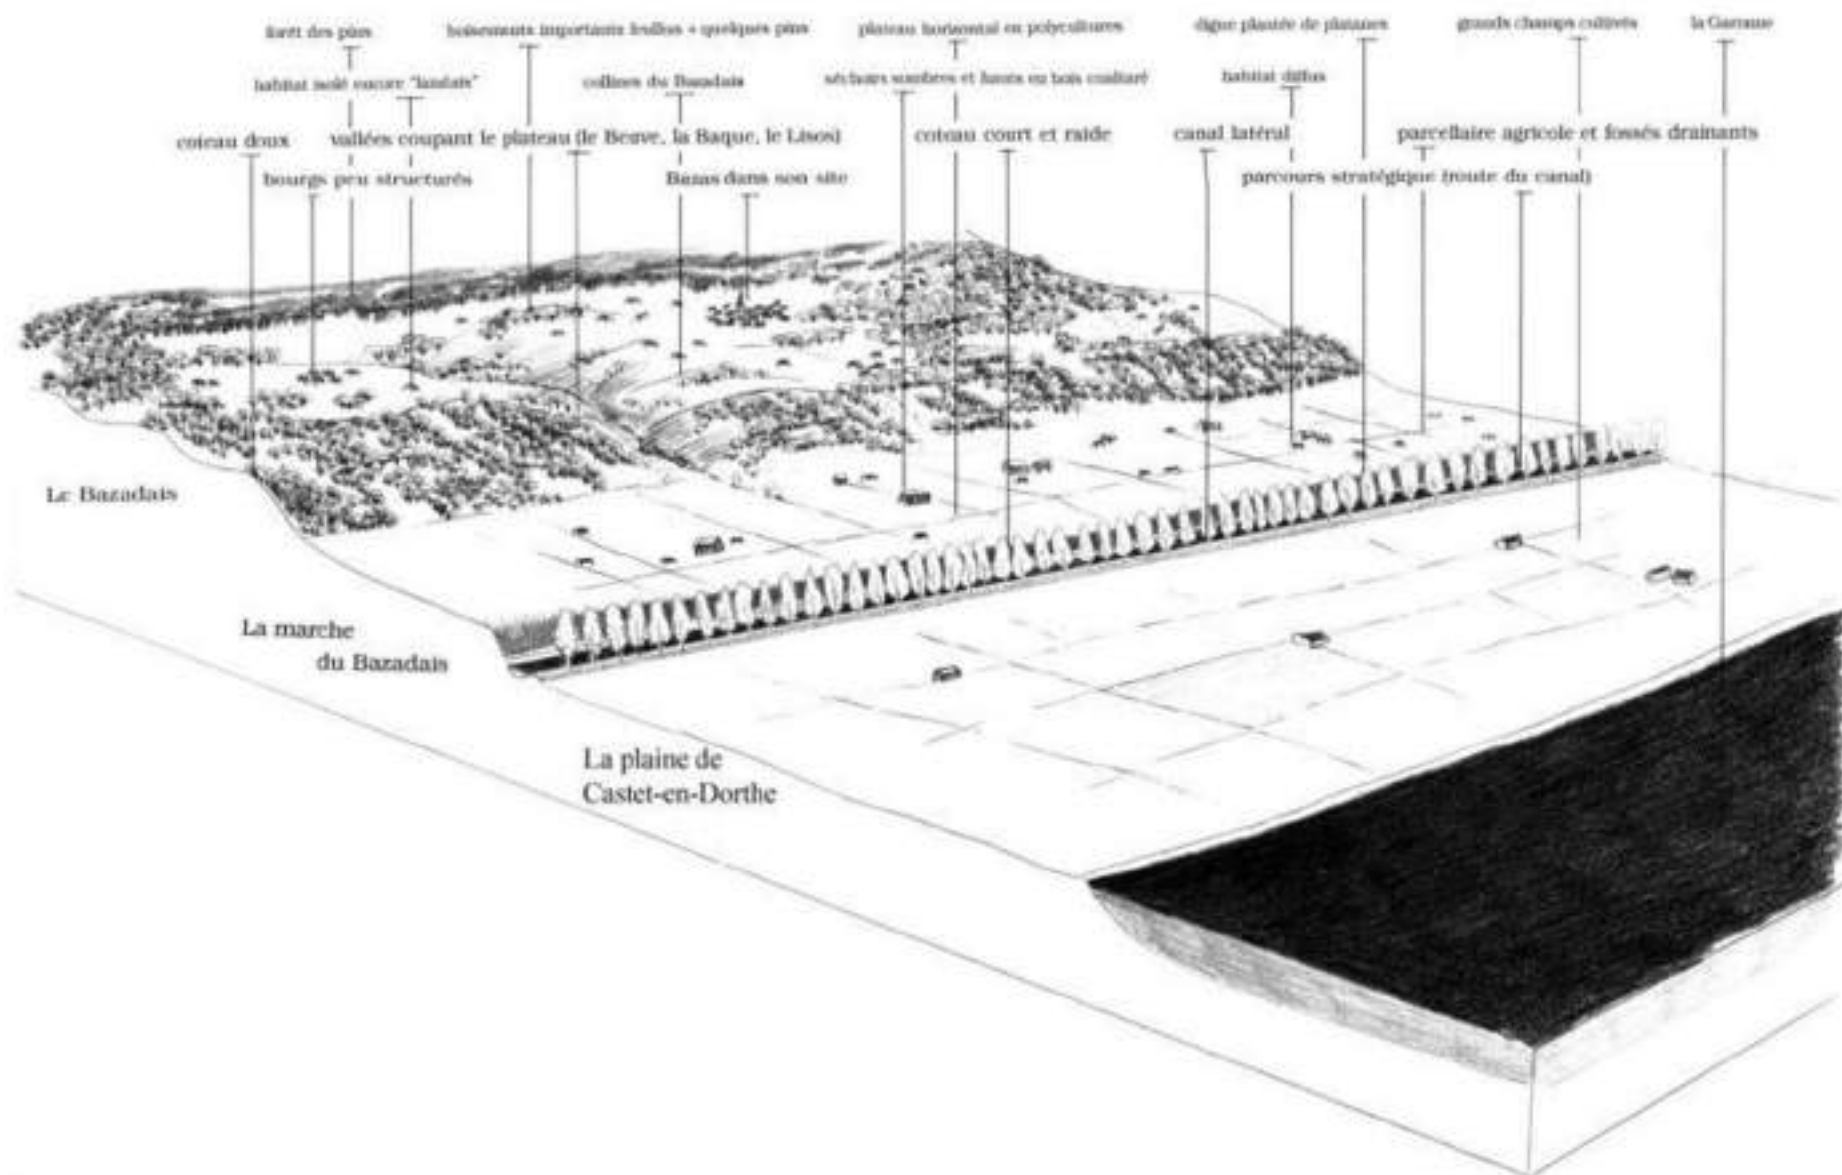 forêt des pins
boisements importants feuillus + quelques pins
plateau horizontal en polycultures
digue plantée de platanes
grands champs cultivés
la Garonne
habitat isolé encore "landais"
collines du Bazadais
séchoirs sombres et hauts en bois
habitat diffus
coteau doux
vallées coupant le plateau (le Beuve, la Baque, le Lisos)
coteau court et raide
canal latéral
parcellaire agricole et fossés drainants
bourgs peu structurés
Bazas dans son site
parcours stratégique (route du canal)
Le Bazadais
La marche
du Bazadais
La plaine de
Castet-en-Dorthe